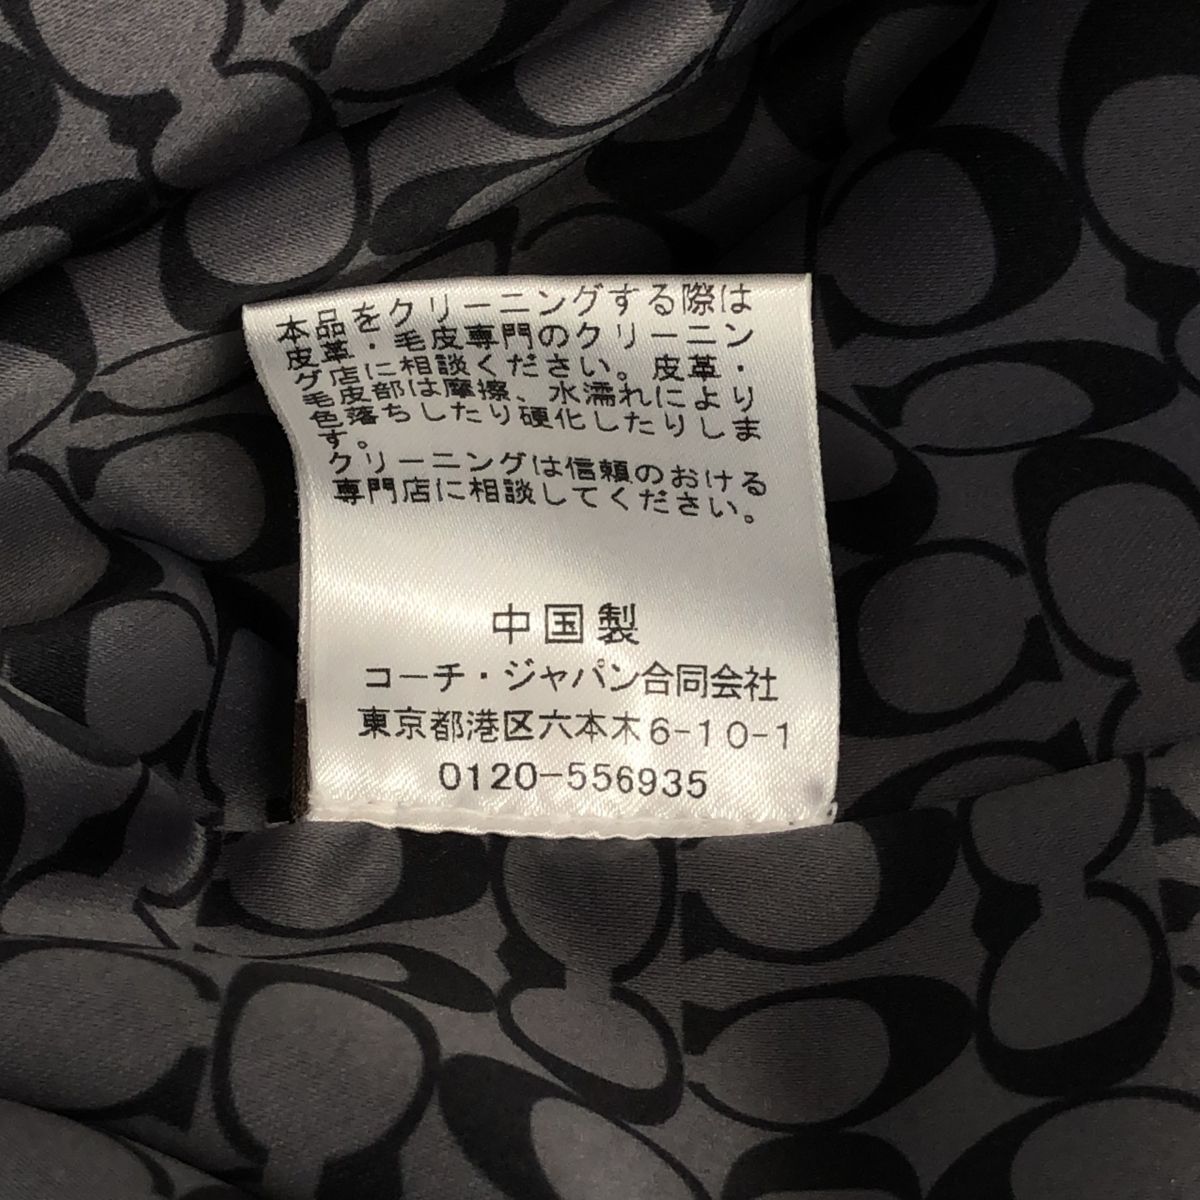 本品をクリーニングする際は
皮革・毛皮専門のクリーニン
グ店に相談ください。皮革・
毛皮部は摩擦、水濡れにより
色落ちしたり硬化したりしま
す。
クリーニングは信頼のおける
専門店に相談してください。
中国製
コーチ・ジャパン合同会社
東京都港区六本木6-10-1
0120-556935